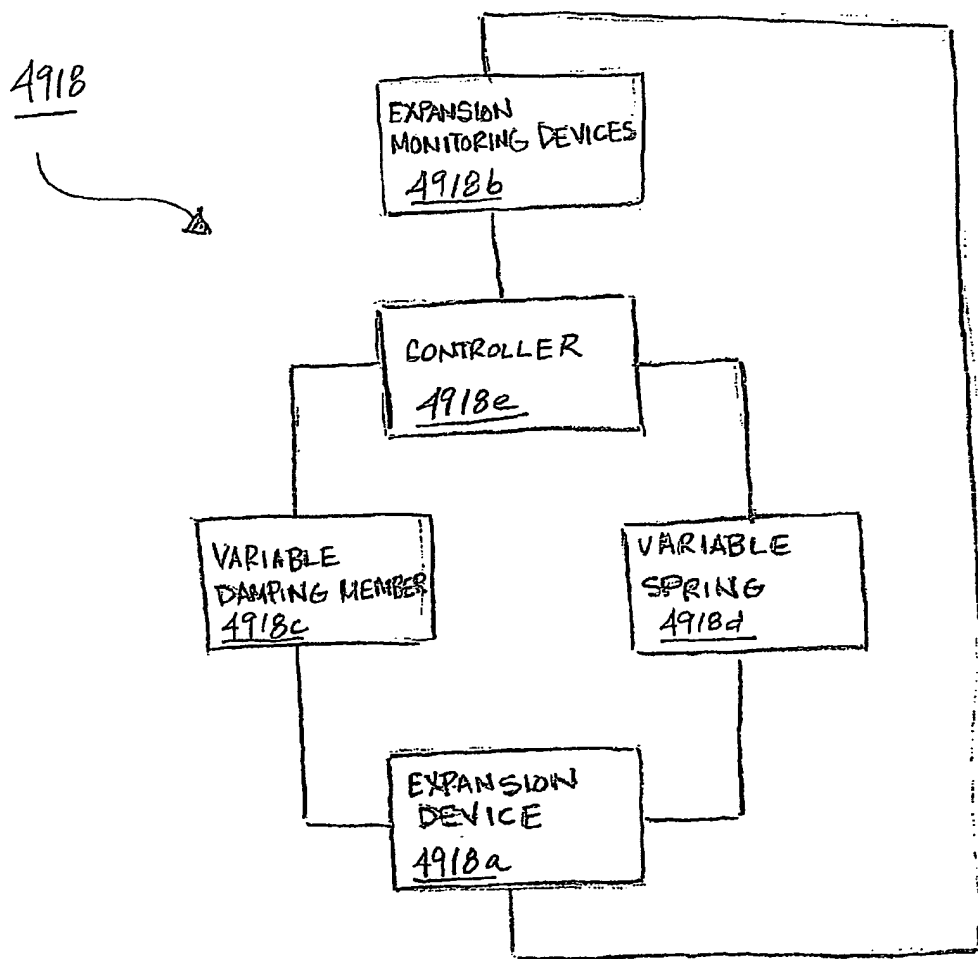 4918
EXPANSION
MONITORING DEVICES
4918b
CONTROLLER
4918e
VARIABLE
DAMPING MEMBER
4918c
VARIABLE
SPRING
4918d
EXPANSION
DEVICE
4918a